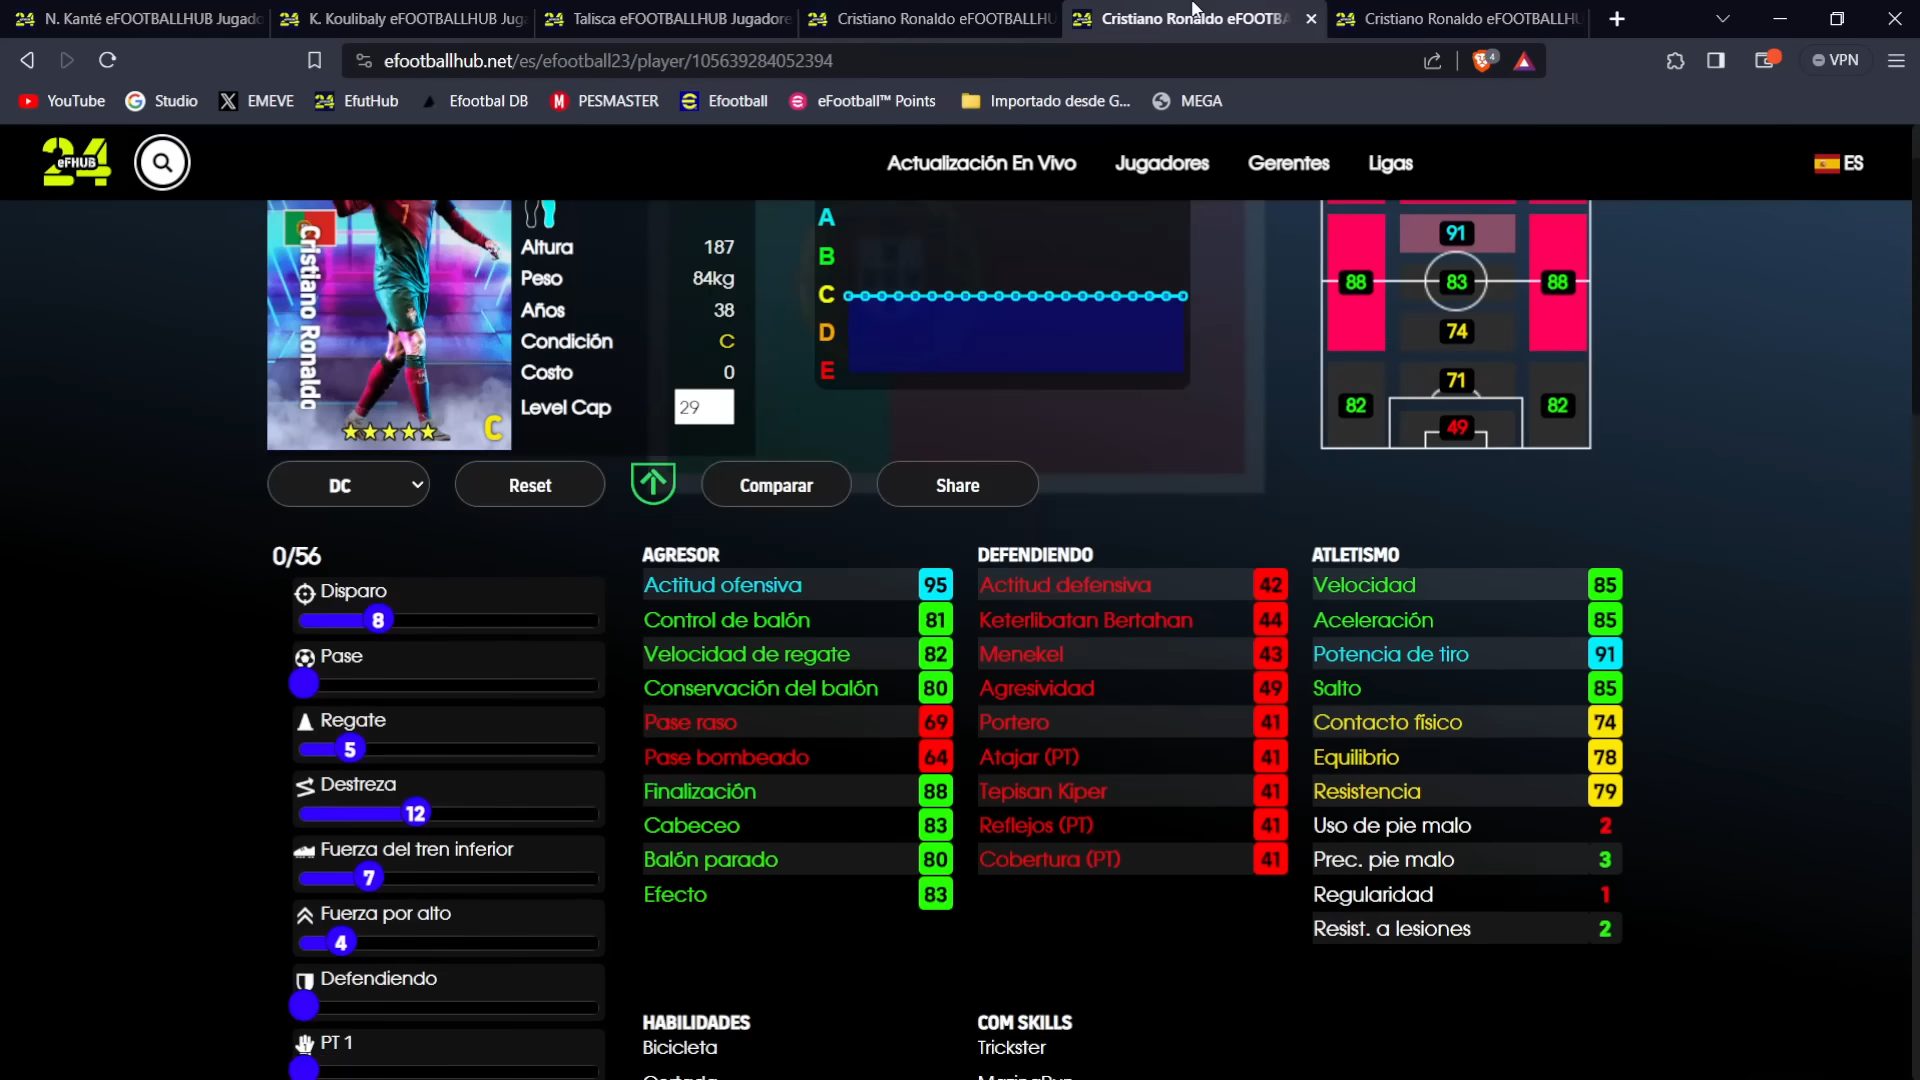 N. Kanté eFOOTBALLHUB Jugado
K. Koulibaly eFOOTBALLHUB Juga
Talisca eFOOTBALLHUB Jugadore
Cristiano Ronaldo eFOOTBALLHU
Cristiano Ronaldo eFOOTBA
Cristiano Ronaldo eFOOTBALLHU
efootballhub.net/es/efootball23/player/105639284052394
4
VPN
YouTube
Studio
EMEVE
EfutHub
Efootbal DB
PESMASTER
Efootball
eFootball™ Points
Importado desde G...
MEGA
24
eFHUB
Actualización En Vivo
Jugadores
Gerentes
Ligas
ES
Cristiano Ronaldo
7
C
Altura 187
Peso 84kg
Años 38
Condición C
Costo 0
Level Cap 29
A
B
C
D
E
91
88 83 88
74
71
82 82
49
DC
Reset
Comparar
Share
0/56
Disparo
8
Pase
Regate
5
Destreza
12
Fuerza del tren inferior
7
Fuerza por alto
4
Defendiendo
PT 1
AGRESOR
Actitud ofensiva 95
Control de balón 81
Velocidad de regate 82
Conservación del balón 80
Pase raso 69
Pase bombeado 64
Finalización 88
Cabeceo 83
Balón parado 80
Efecto 83
DEFENDIENDO
Actitud defensiva 42
Keterlibatan Bertahan 44
Menekel 43
Agresividad 49
Portero 41
Atajar (PT) 41
Tepisan Kiper 41
Reflejos (PT) 41
Cobertura (PT) 41
ATLETISMO
Velocidad 85
Aceleración 85
Potencia de tiro 91
Salto 85
Contacto físico 74
Equilibrio 78
Resistencia 79
Uso de pie malo 2
Prec. pie malo 3
Regularidad 1
Resist. a lesiones 2
HABILIDADES
Bicicleta
COM SKILLS
Trickster